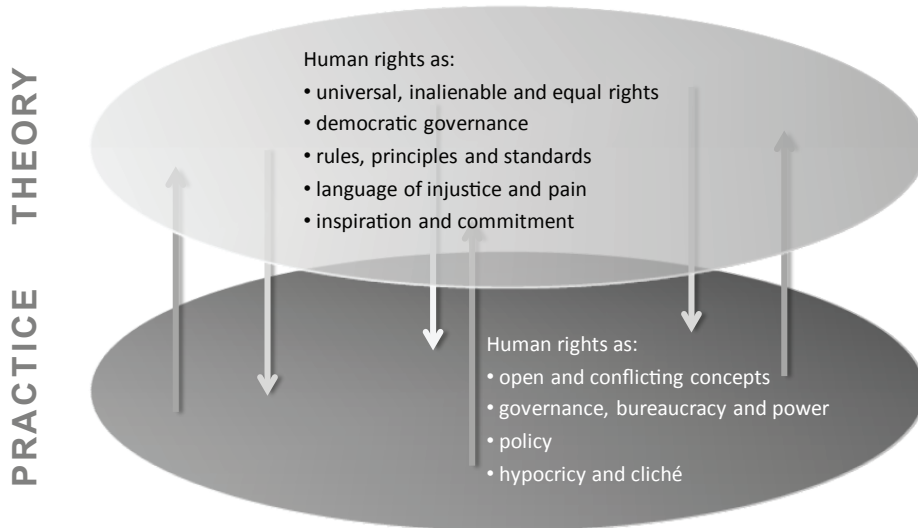 THEORY
Human rights as:
• universal, inalienable and equal rights
• democratic governance
• rules, principles and standards
• language of injustice and pain
• inspiration and commitment
PRACTICE
Human rights as:
• open and conflicting concepts
• governance, bureaucracy and power
• policy
• hypocricy and cliché